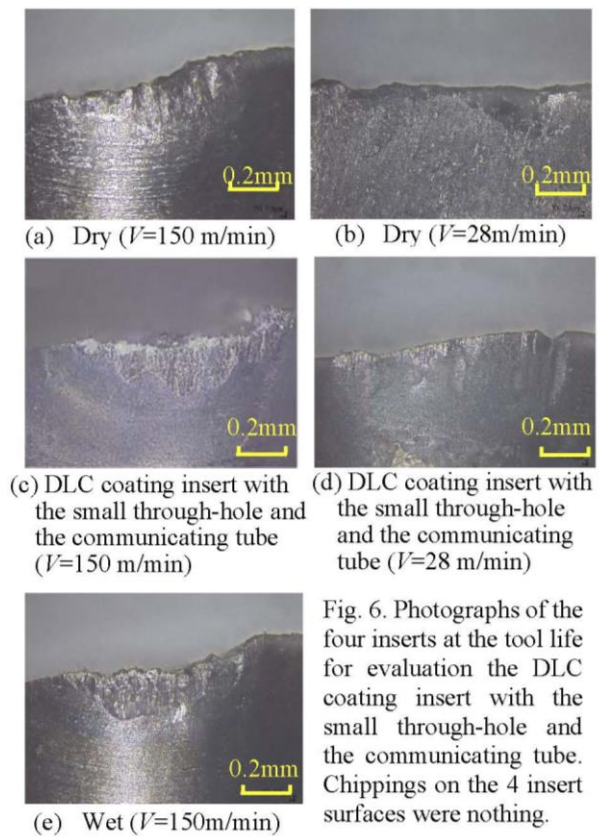 0.2mm
0.2mm
(a) Dry (V=150 m/min)
(b) Dry (V=28m/min)
0.2mm
0.2mm
(c) DLC coating insert with
the small through-hole and
the communicating tube
(V=150 m/min)
(d) DLC coating insert with
the small through-hole
and the communicating
tube (V=28 m/min)
0.2mm
(e) Wet (V=150m/min)
Fig. 6. Photographs of the
four inserts at the tool life
for evaluation the DLC
coating insert with the
small through-hole and
the communicating tube.
Chippings on the 4 insert
surfaces were nothing.